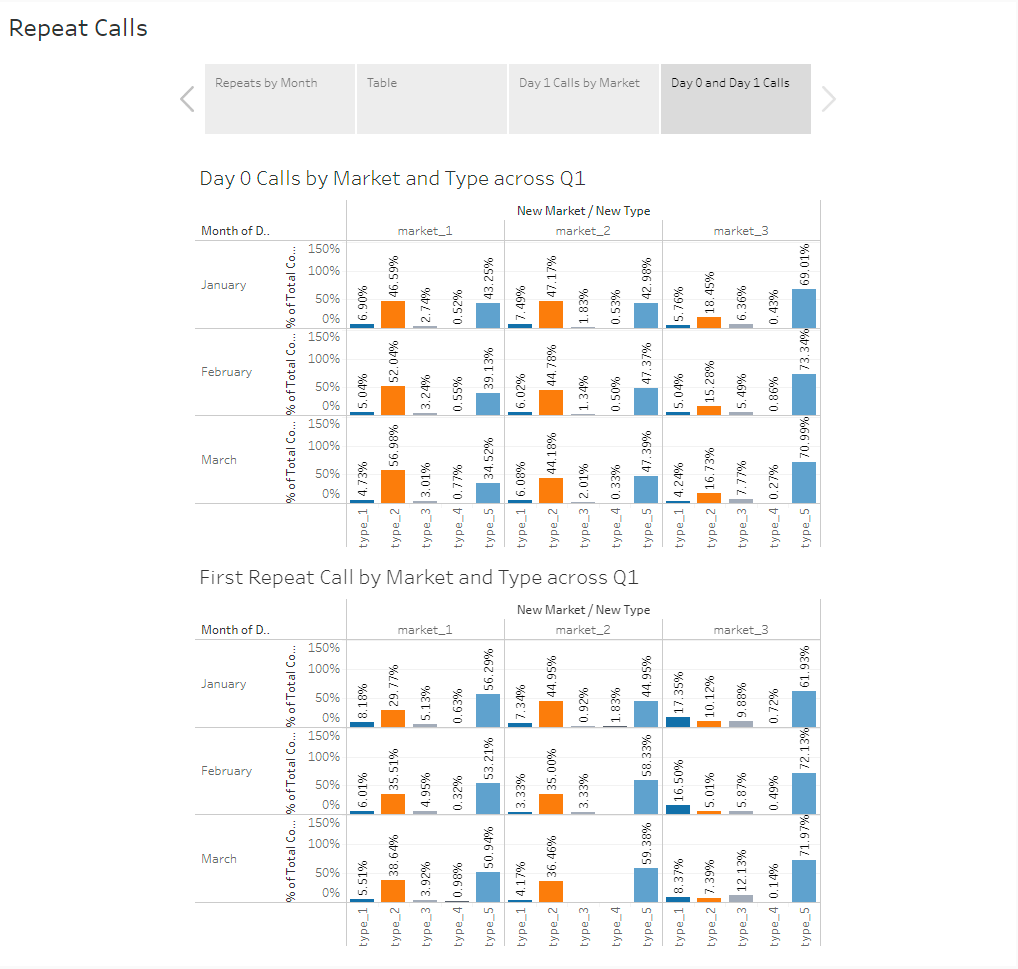 Repeat Calls
Repeats by Month
Table
Day 1 Calls by Market
Day 0 and Day 1 Calls
Day 0 Calls by Market and Type across Q1
New Market / New Type
Month of D..
market_1
market_2
market_3
January
% of Total Co...
150%
100%
50%
0%
6.90%
46.59%
2.74%
0.52%
43.25%
7.49%
47.17%
1.83%
0.53%
42.98%
5.76%
18.45%
6.36%
0.43%
69.01%
February
% of Total Co...
150%
100%
50%
0%
5.04%
52.04%
3.24%
0.55%
39.13%
6.02%
44.78%
1.34%
0.50%
47.37%
5.04%
15.28%
5.49%
0.86%
73.34%
March
% of Total Co...
150%
100%
50%
0%
4.73%
56.98%
3.01%
0.77%
34.52%
6.08%
44.18%
2.01%
0.33%
47.39%
4.24%
16.73%
7.77%
0.27%
70.99%
type_1
type_2
type_3
type_4
type_5
type_1
type_2
type_3
type_4
type_5
type_1
type_2
type_3
type_4
type_5
First Repeat Call by Market and Type across Q1
New Market / New Type
Month of D..
market_1
market_2
market_3
January
% of Total Co...
150%
100%
50%
0%
8.18%
29.77%
5.13%
0.63%
56.29%
7.34%
44.95%
0.92%
1.83%
44.95%
17.35%
10.12%
9.88%
0.72%
61.93%
February
% of Total Co...
150%
100%
50%
0%
6.01%
35.51%
4.95%
0.32%
53.21%
3.33%
35.00%
3.33%
58.33%
16.50%
5.01%
5.87%
0.49%
72.13%
March
% of Total Co...
150%
100%
50%
0%
5.51%
38.64%
3.92%
0.98%
50.94%
4.17%
36.46%
59.38%
8.37%
7.39%
12.13%
0.14%
71.97%
type_1
type_2
type_3
type_4
type_5
type_1
type_2
type_3
type_4
type_5
type_1
type_2
type_3
type_4
type_5